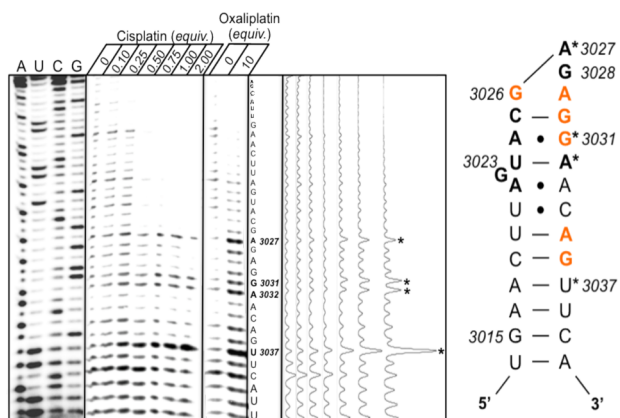 Cisplatin (equiv.)
Oxaliplatin
(equiv.)
A U C G
0 0.10 0.25 0.50 0.75 1.00 2.00
0 10
G
A
A
C
U
U
A
G
U
A
C
G
A 3027
G
A
G
G 3031
A 3032
A
C
A
G
U 3037
U
C
A
U
U
*
*
*
*
A* 3027
G 3028
3026 G A
C — G
A • G* 3031
3023 U — A*
G
A • A
U • C
U — A
C — G
A — U* 3037
A — U
3015 G — C
U — A
5' 3'